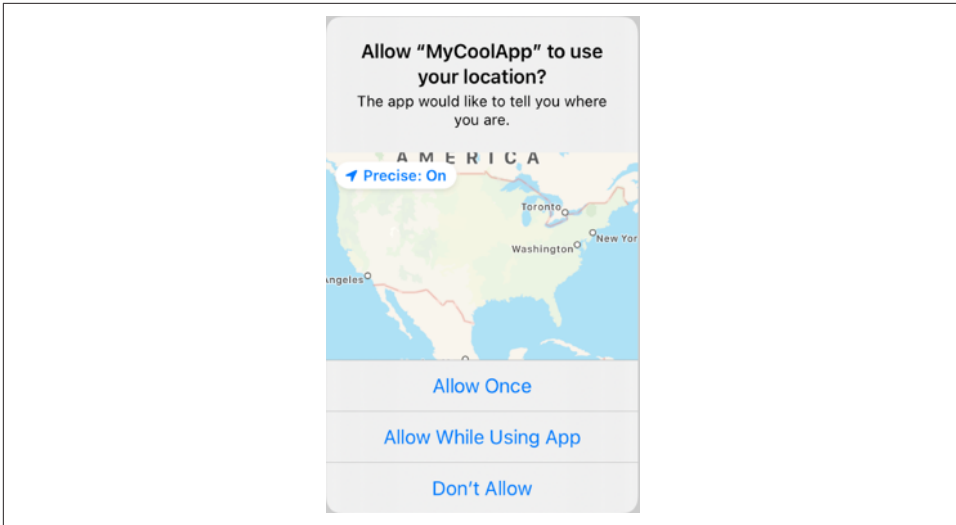 Allow “MyCoolApp” to use
your location?
The app would like to tell you where
you are.
AMERICA
Precise: On
Toronto
New Yor
Washington
Angeles
Allow Once
Allow While Using App
Don’t Allow